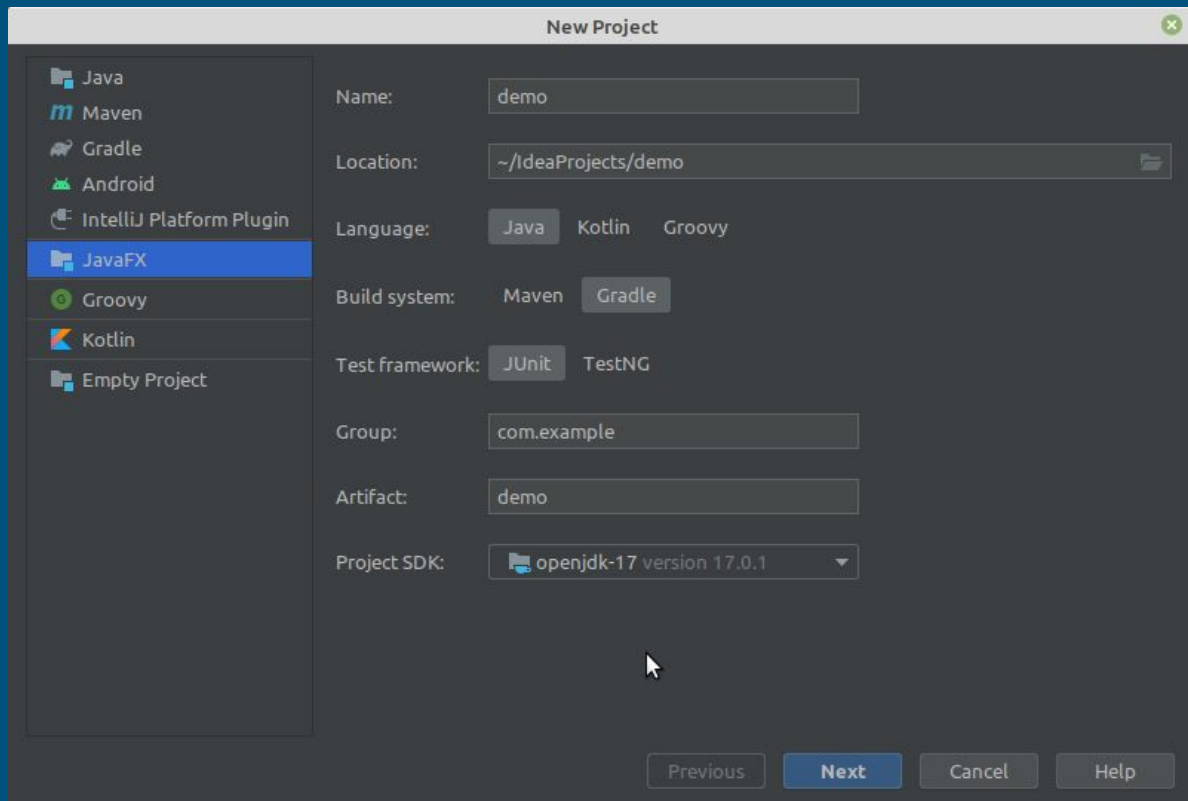 New Project
Java
Maven
Gradle
Android
IntelliJ Platform Plugin
JavaFX
Groovy
Kotlin
Empty Project
Name: demo
Location: ~/IdeaProjects/demo
Language: Java Kotlin Groovy
Build system: Maven Gradle
Test framework: JUnit TestNG
Group: com.example
Artifact: demo
Project SDK: openjdk-17 version 17.0.1
Previous Next Cancel Help